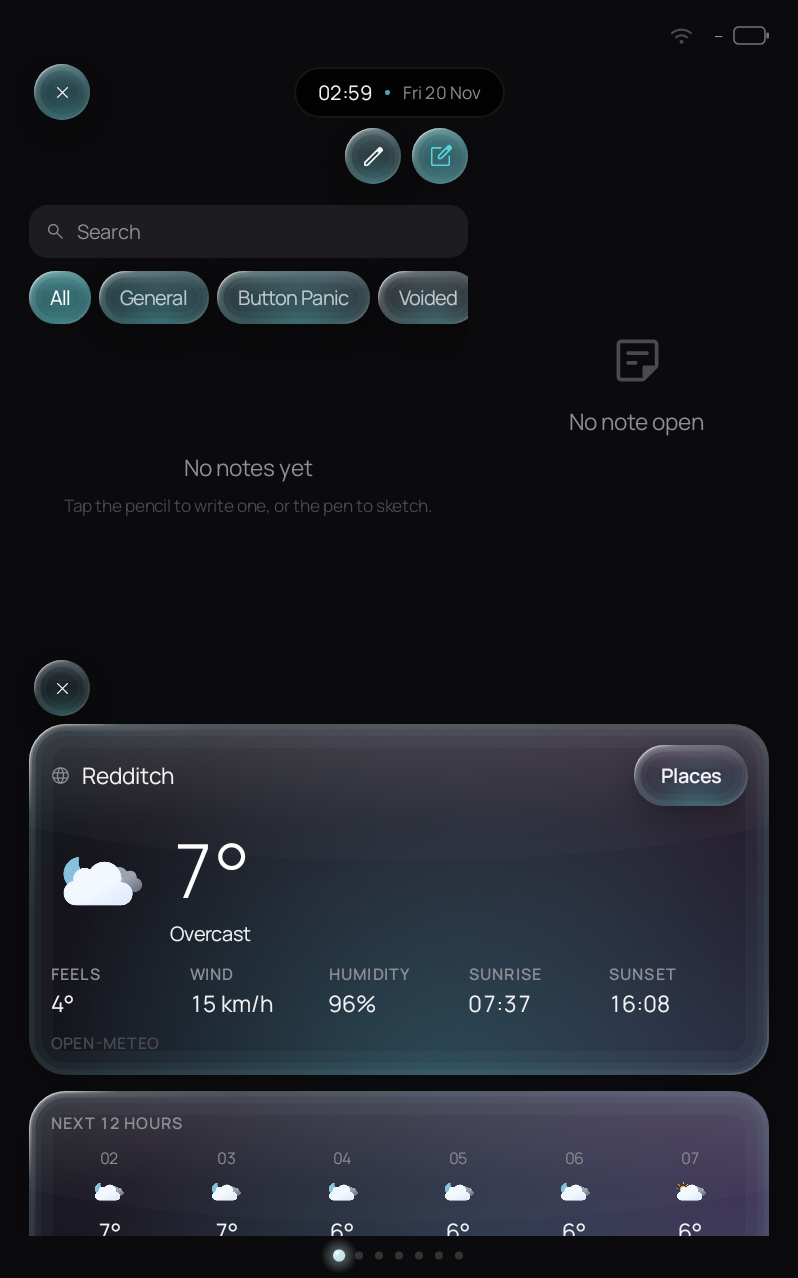 –
02:59 • Fri 20 Nov
Search
All General Button Panic Voided
No note open
No notes yet
Tap the pencil to write one, or the pen to sketch.
Redditch
Places
7°
Overcast
FEELS WIND HUMIDITY SUNRISE SUNSET
4° 15 km/h 96% 07:37 16:08
OPEN-METEO
NEXT 12 HOURS
02 03 04 05 06 07
7° 7° 6° 6° 6° 6°